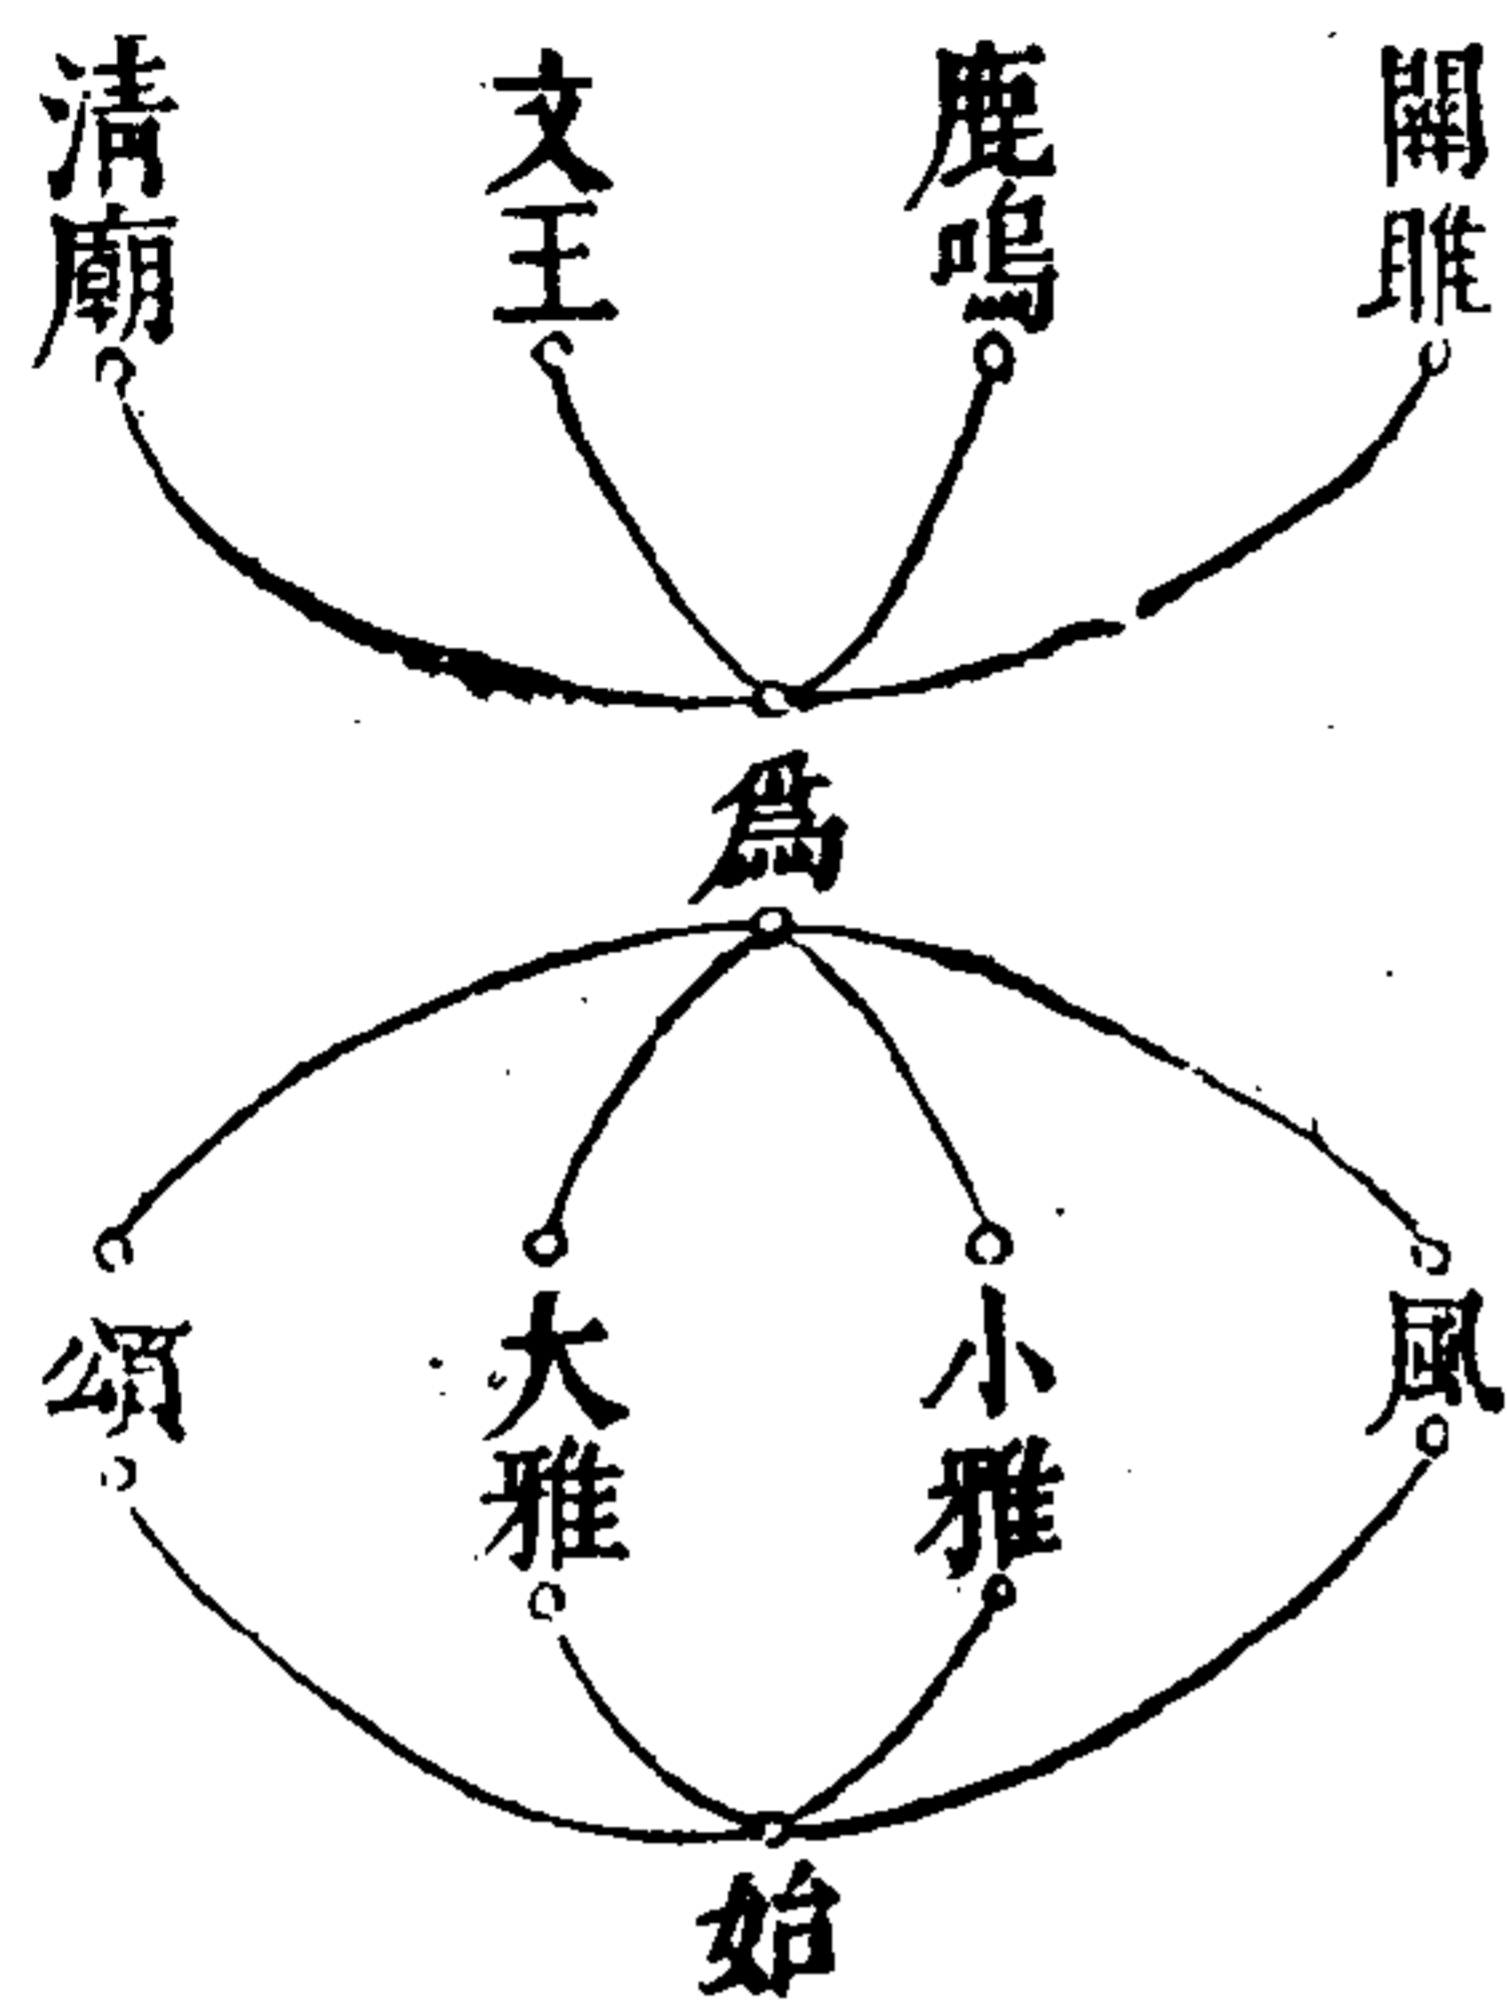 關雎
鹿鳴
文王
清廟
爲
風
小雅
大雅
頌
始